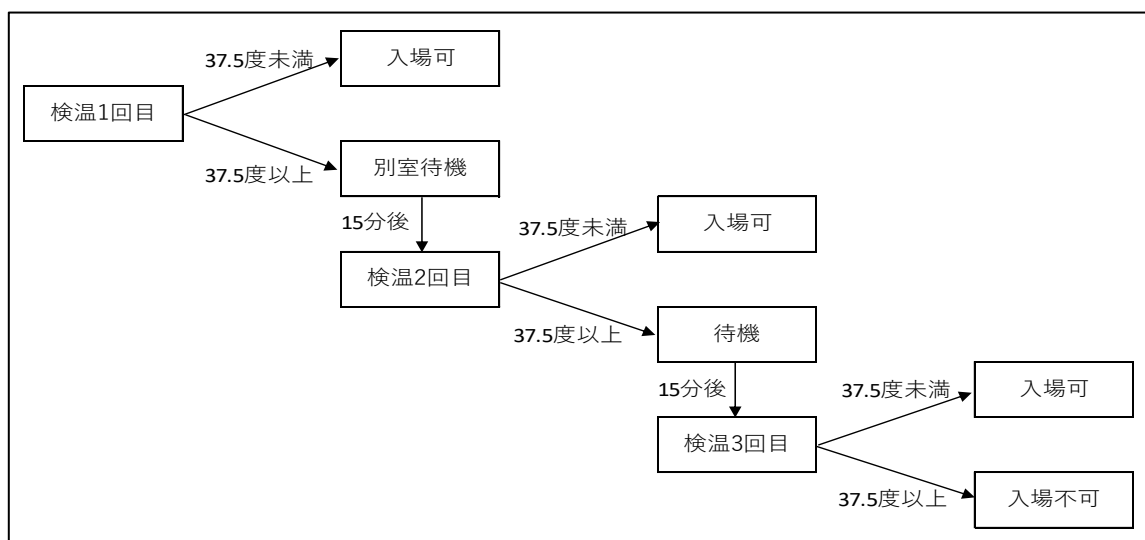 37.5度未満
入場可
検温1回目
37.5度以上
別室待機
15分後
37.5度未満
入場可
検温2回目
37.5度以上
待機
15分後
37.5度未満
入場可
検温3回目
37.5度以上
入場不可